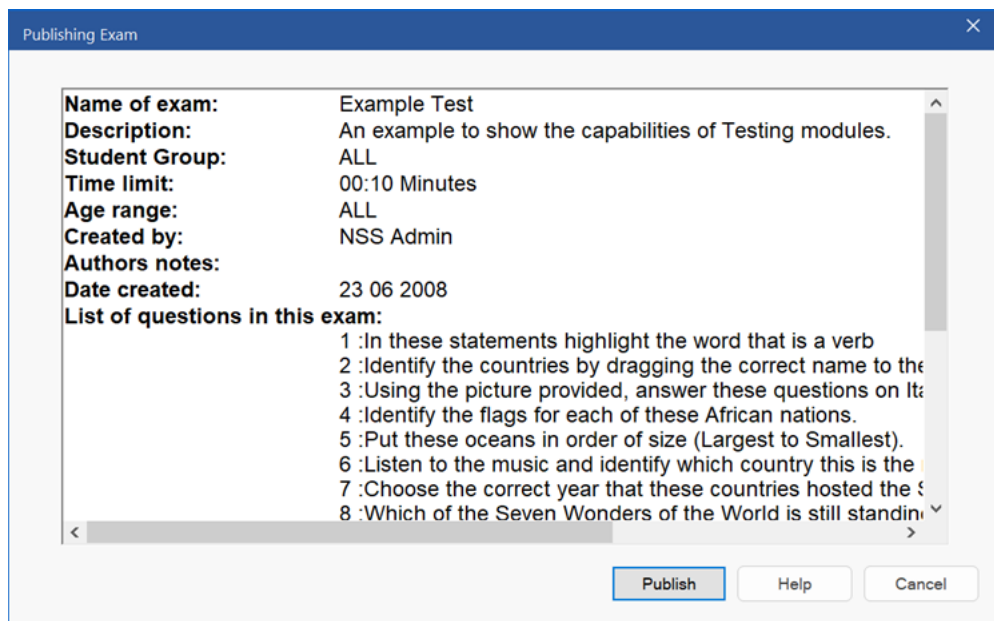 Publishing Exam
Name of exam: Example Test
Description: An example to show the capabilities of Testing modules.
Student Group: ALL
Time limit: 00:10 Minutes
Age range: ALL
Created by: NSS Admin
Authors notes:
Date created: 23 06 2008
List of questions in this exam:
1 :In these statements highlight the word that is a verb
2 :Identify the countries by dragging the correct name to the
3 :Using the picture provided, answer these questions on
4 :Identify the flags for each of these African nations.
5 :Put these oceans in order of size (Largest to Smallest).
6 :Listen to the music and identify which country this is the
7 :Choose the correct year that these countries hosted the
8 :Which of the Seven Wonders of the World is still
Publish Help Cancel